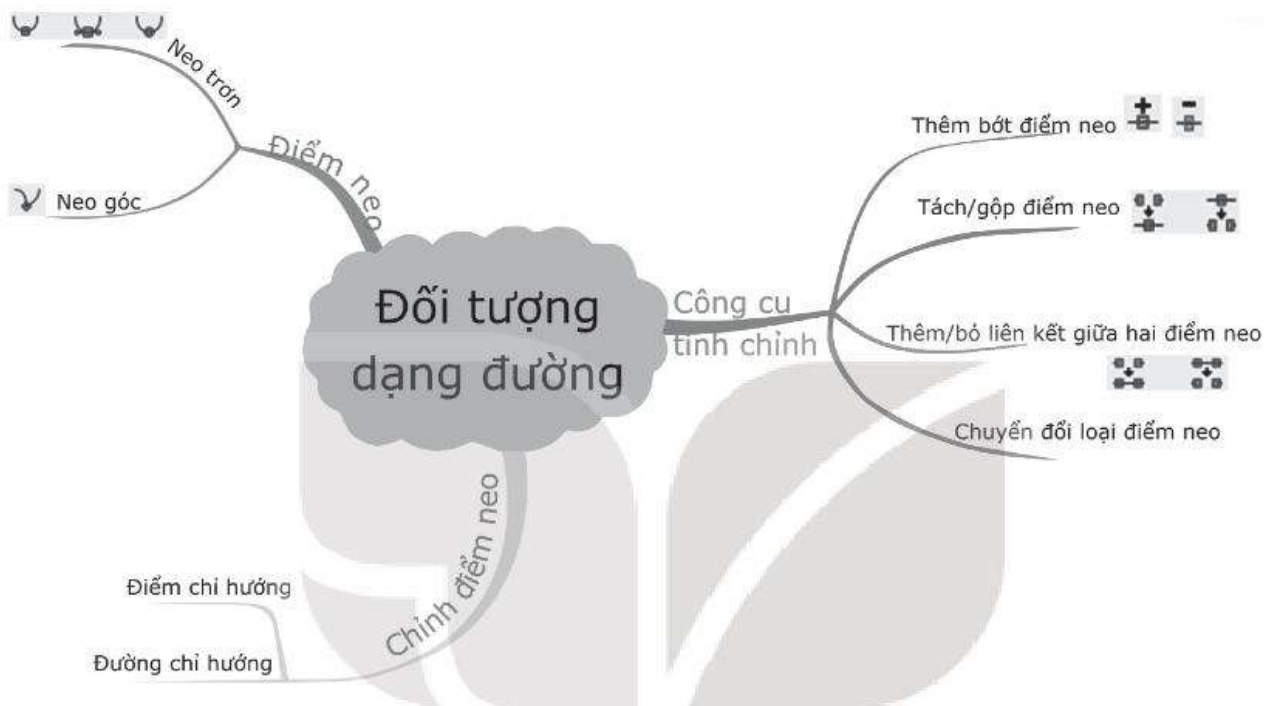 Neo trơn
Điểm neo
Neo góc
Đối tượng
dạng đường
Công cu
tinh chỉnh
Thêm bớt điểm neo
Tách/gộp điểm neo
Thêm/bỏ liên kết giữa hai điểm neo
Chuyển đổi loại điểm neo
Chỉnh điểm neo
Điểm chỉ hướng
Đường chỉ hướng